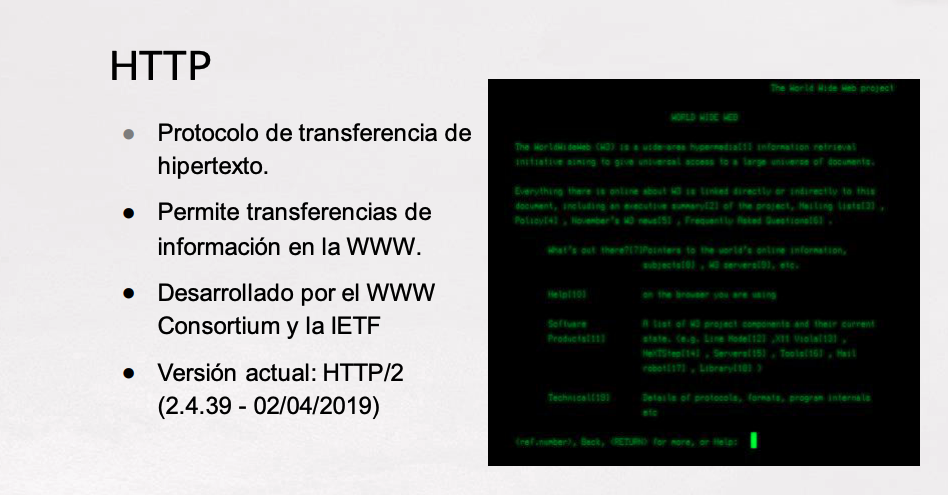 HTTP
Protocolo de transferencia de
hipertexto.
Permite transferencias de
información en la WWW.
Desarrollado por el WWW
Consortium y la IETF
Versión actual: HTTP/2
(2.4.39 - 02/04/2019)
The World Wide Web project
WORLD WIDE WEB
The WorldWideWeb (W3) is a wide-area hypermedia[1] information retrieval
initiative aiming to give universal access to a large universe of documents.
Everything there is online about W3 is linked directly or indirectly to this
document, including an executive summary[2] of the project, Mailing lists[3] ,
Policy[4] , November's W3 news[5] , Frequently Asked Questions[6] .
What's out there?[7]Pointers to the world's online information,
subjects[8] , W3 servers[9], etc.
Help[10] on the browser you are using
Software A list of W3 project components and their current
Products[11] state. (e.g. Line Mode[12] ,X11 Viola[13] ,
NeXTStep[14] , Servers[15] , Tools[16] , Mail
robot[17] , Library[18] )
Technical[19] Details of protocols, formats, program internals
etc
<ref.number>, Back, <RETURN> for more, or Help: